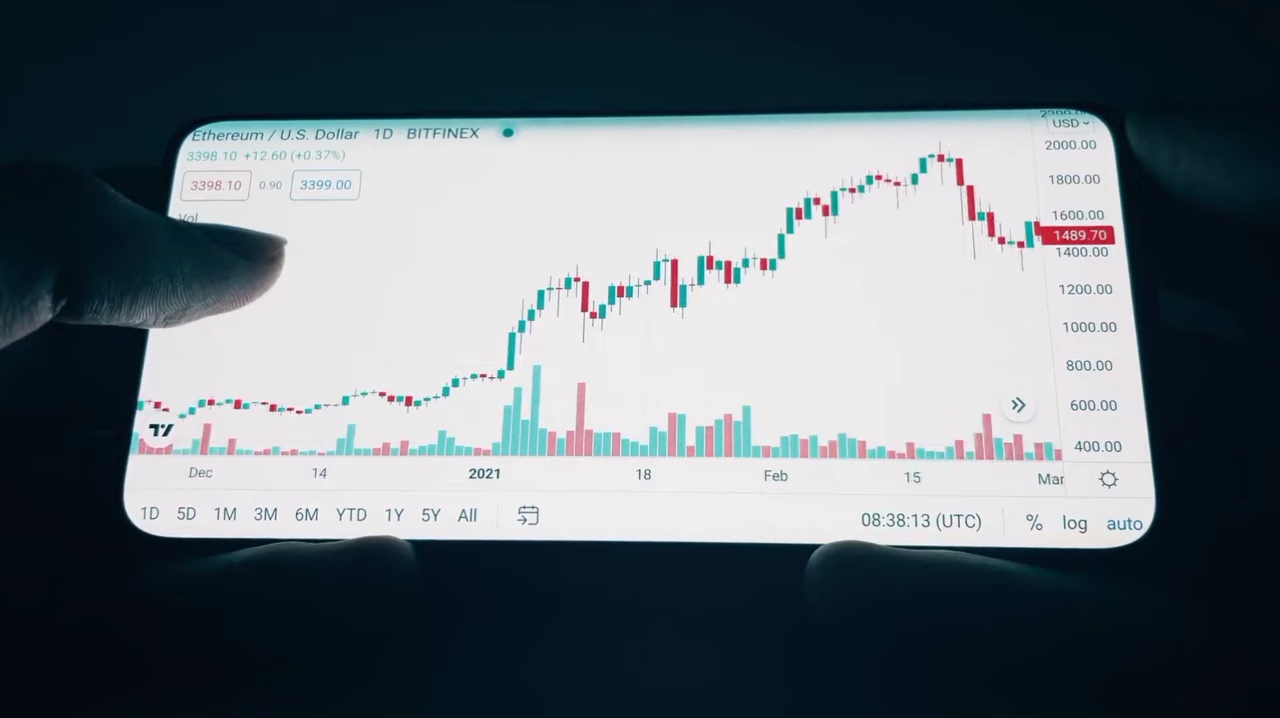 Ethereum / U.S. Dollar 1D BITFINEX
3398.10 +12.60 (+0.37%)
3398.10 0.90 3399.00
Vol
USD
2000.00
1800.00
1600.00
1489.70
1400.00
1200.00
1000.00
800.00
600.00
400.00
Dec 14 2021 18 Feb 15 Mar
1D 5D 1M 3M 6M YTD 1Y 5Y All 08:38:13 (UTC) % log auto